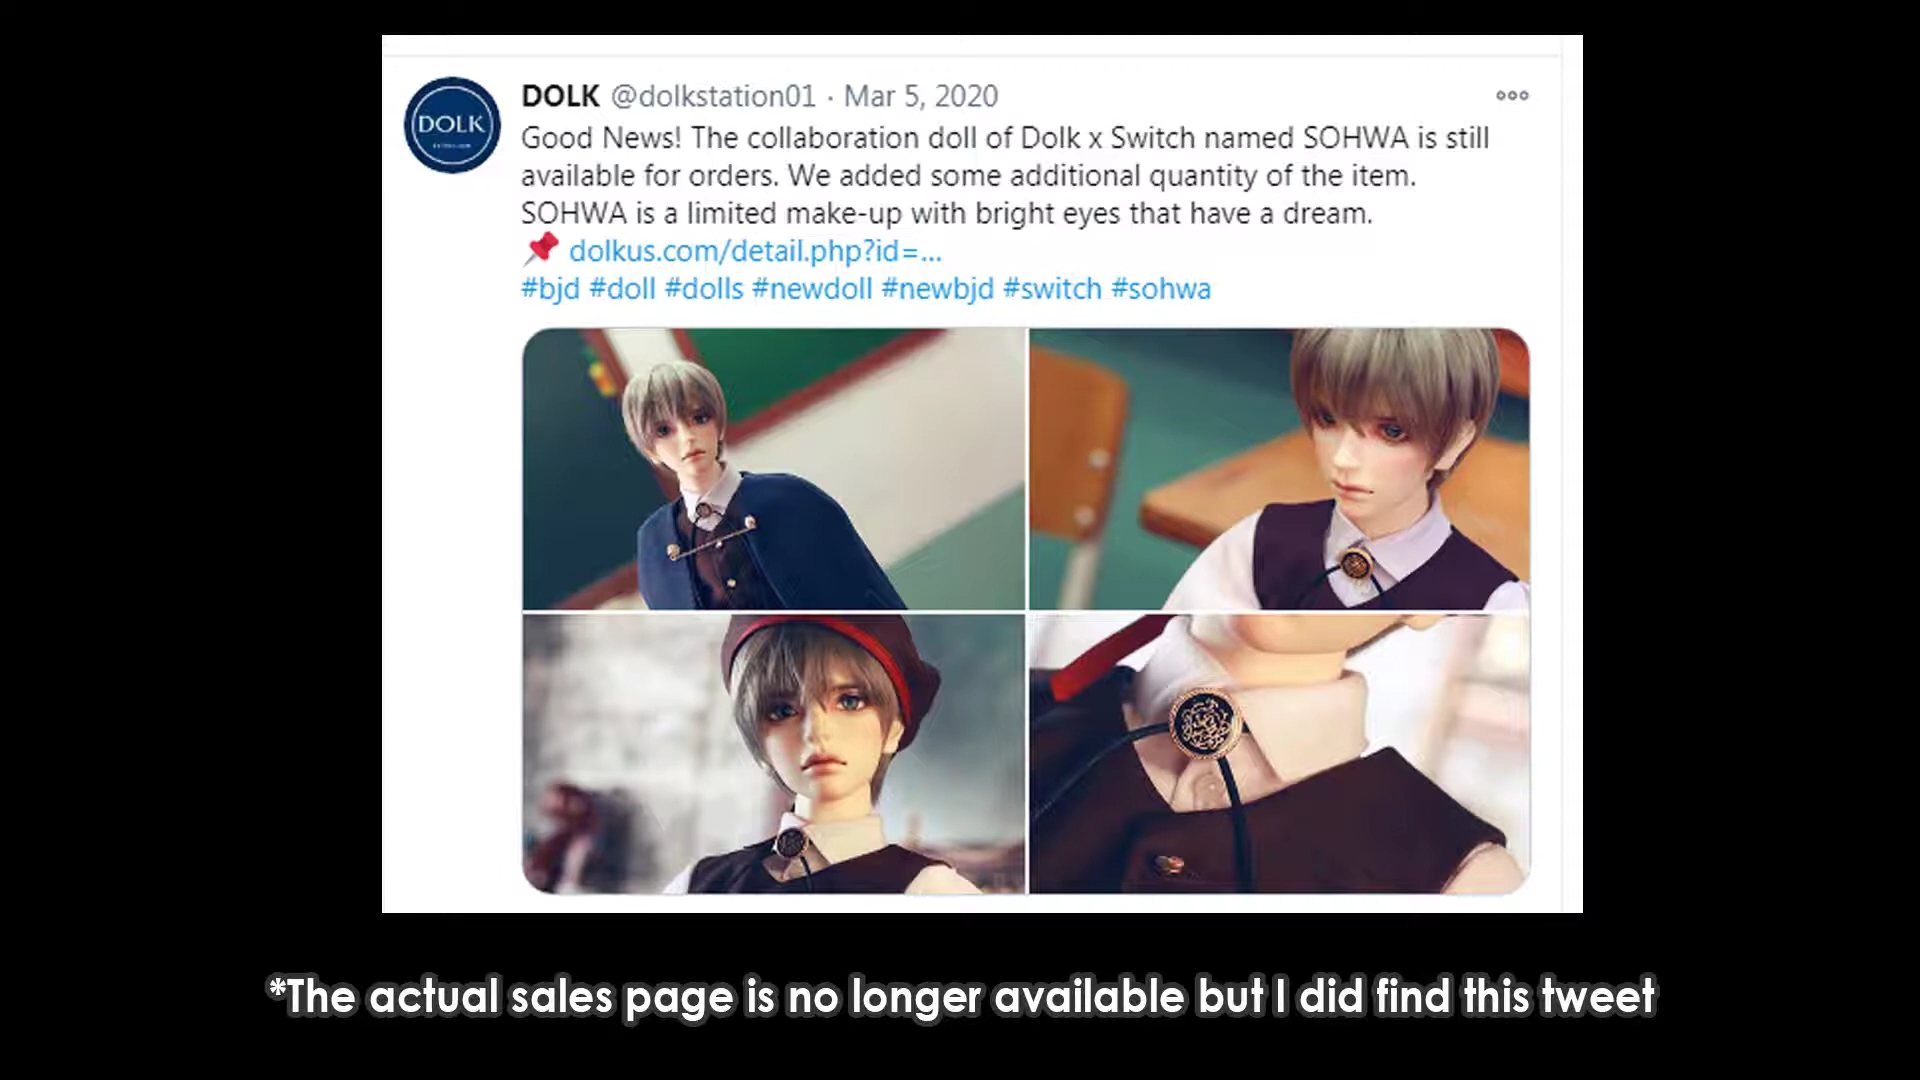 DOLK @dolkstation01 · Mar 5, 2020
DOLK
Good News! The collaboration doll of Dolk x Switch named SOHWA is still
available for orders. We added some additional quantity of the item.
SOHWA is a limited make-up with bright eyes that have a dream.
📌 dolkus.com/detail.php?id=...
#bjd #doll #dolls #newdoll #newbjd #switch #sohwa
*The actual sales page is no longer available but I did find this tweet